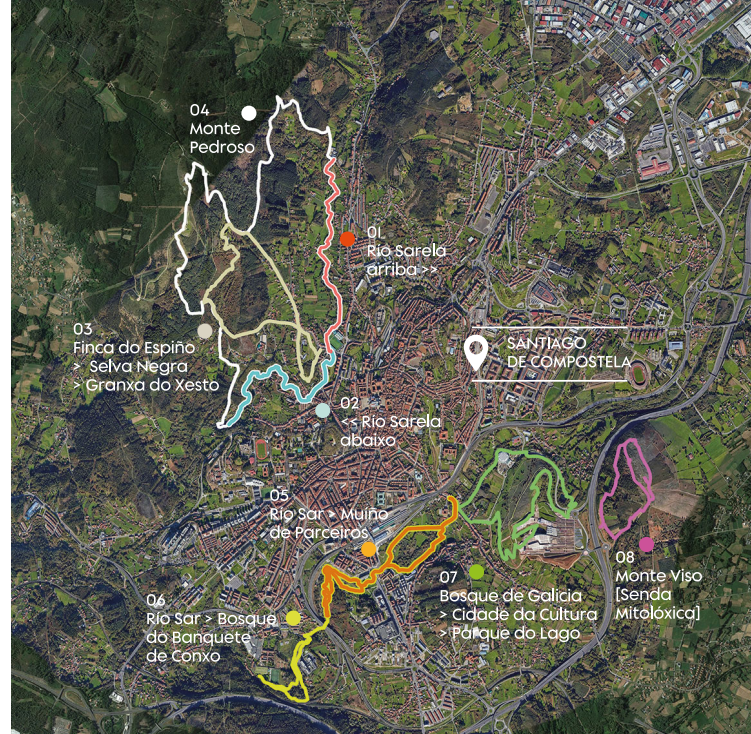 04
Monte
Pedroso
01
Río Sarela
arriba >>
SANTIAGO
DE COMPOSTELA
03
Finca do Espiño
> Selva Negra
> Granxa do Xesto
02
<< Río Sarela
abaixo
05
Río Sar > Muíño
de Parceiros
08
Monte Viso
[Senda
Mitolóxica]
07
Bosque de Galicia
> Cidade da Cultura
> Parque do Lago
06
Río Sar > Bosque
do Banquete
de Conxo